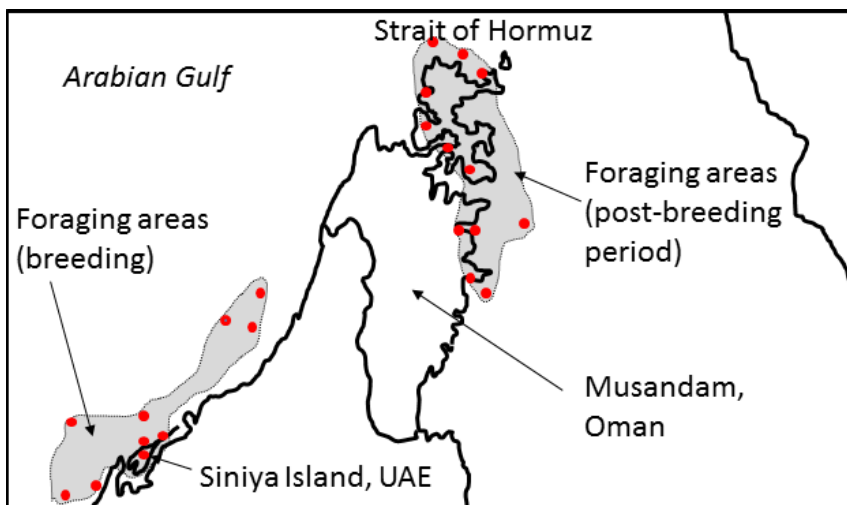 Strait of Hormuz
Arabian Gulf
Foraging areas
(post-breeding
period)
Foraging areas
(breeding)
Musandam,
Oman
Siniya Island, UAE